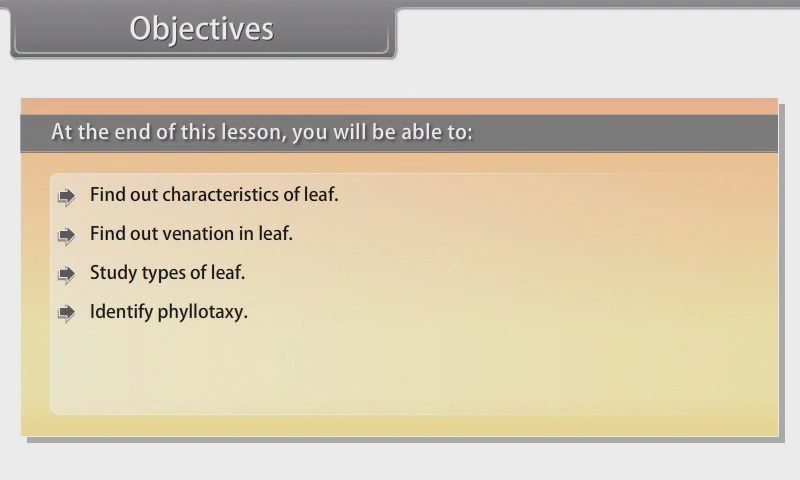 Objectives
At the end of this lesson, you will be able to:
Find out characteristics of leaf.
Find out venation in leaf.
Study types of leaf.
Identify phyllotaxy.